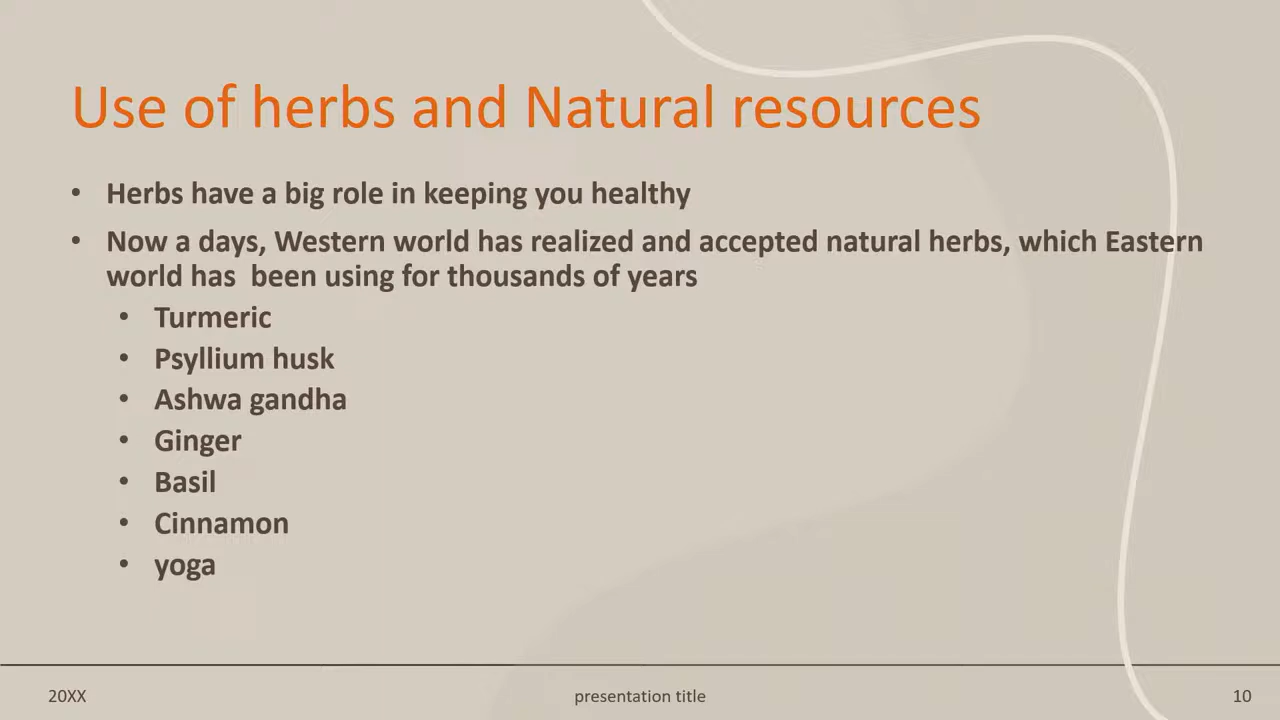 Use of herbs and Natural resources
• Herbs have a big role in keeping you healthy
• Now a days, Western world has realized and accepted natural herbs, which Eastern
world has  been using for thousands of years
• Turmeric
• Psyllium husk
• Ashwa gandha
• Ginger
• Basil
• Cinnamon
• yoga
20XX
presentation title
10